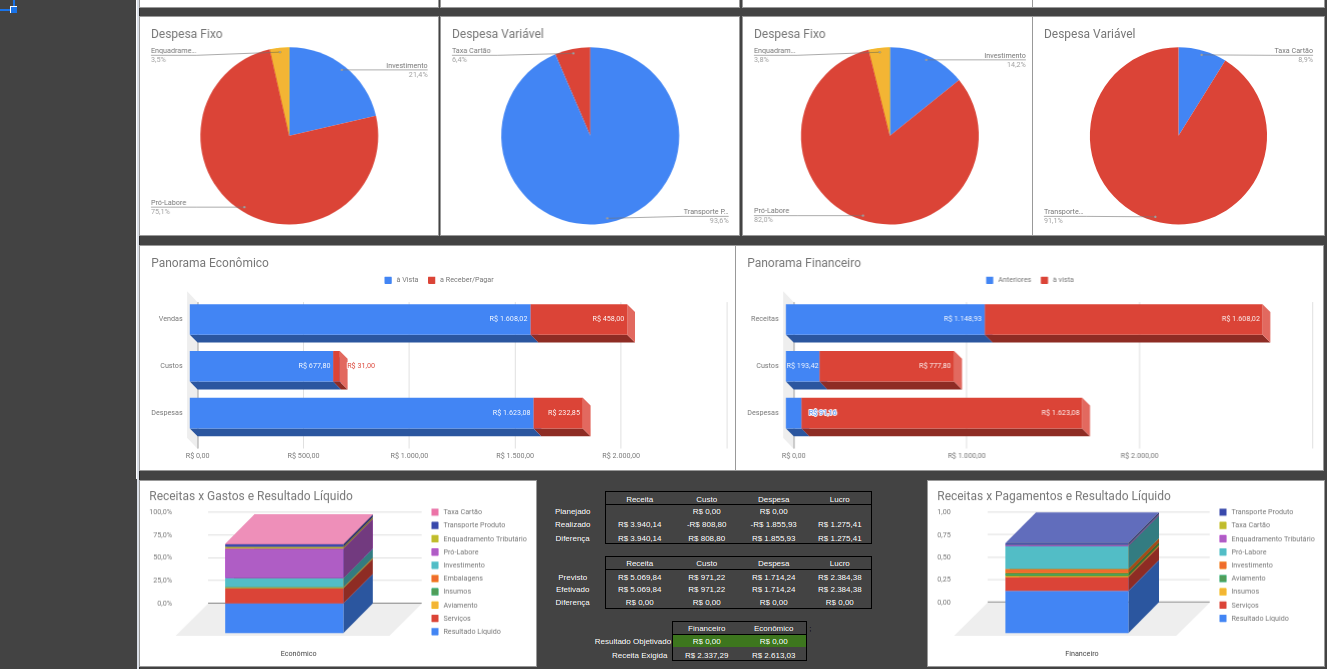 Despesa Fixo
Enquadrame..
3,5%
Investimento
21,4%
Pró-Labore
75,1%
Despesa Variável
Taxa Cartão
6,4%
Transporte P...
93,6%
Despesa Fixo
Enquadram...
3,8%
Investimento
14,2%
Pró-Labore
82,0%
Despesa Variável
Taxa Cartão
8,9%
Transporte...
91,1%
Panorama Econômico
à Vista a Receber/Pagar
Vendas R$ 1.608,02 R$ 458,00
Custos R$ 677,80 R$ 31,00
Despesas R$ 1.623,08 R$ 232,85
R$ 0,00 R$ 500,00 R$ 1.000,00 R$ 1.500,00 R$ 2.000,00
Panorama Financeiro
Anteriores à vista
Receitas R$ 1.148,93 R$ 1.608,02
Custos R$ 193,42 R$ 777,80
Despesas R$ 1.623,08
R$ 0,00 R$ 1.000,00 R$ 2.000,00
Receitas x Gastos e Resultado Líquido
100,0%
75,0%
50,0%
25,0%
0,0%
Taxa Cartão
Transporte Produto
Enquadramento Tributário
Pró-Labore
Investimento
Embalagens
Insumos
Aviamento
Serviços
Resultado Líquido
Econômico
Receita Custo Despesa Lucro
Planejado R$ 0,00 R$ 0,00
Realizado R$ 3.940,14 -R$ 808,80 -R$ 1.855,93 R$ 1.275,41
Diferença R$ 3.940,14 R$ 808,80 R$ 1.855,93 R$ 1.275,41
Receita Custo Despesa Lucro
Previsto R$ 5.069,84 R$ 971,22 R$ 1.714,24 R$ 2.384,38
Efetivado R$ 5.069,84 R$ 971,22 R$ 1.714,24 R$ 2.384,38
Diferença R$ 0,00 R$ 0,00 R$ 0,00 R$ 0,00
Financeiro Econômico
Resultado Objetivado R$ 0,00 R$ 0,00
Receita Exigida R$ 2.337,29 R$ 2.613,03
Receitas x Pagamentos e Resultado Líquido
1,00
0,75
0,50
0,25
0,00
Transporte Produto
Taxa Cartão
Enquadramento Tributário
Pró-Labore
Investimento
Aviamento
Insumos
Serviços
Resultado Líquido
Financeiro